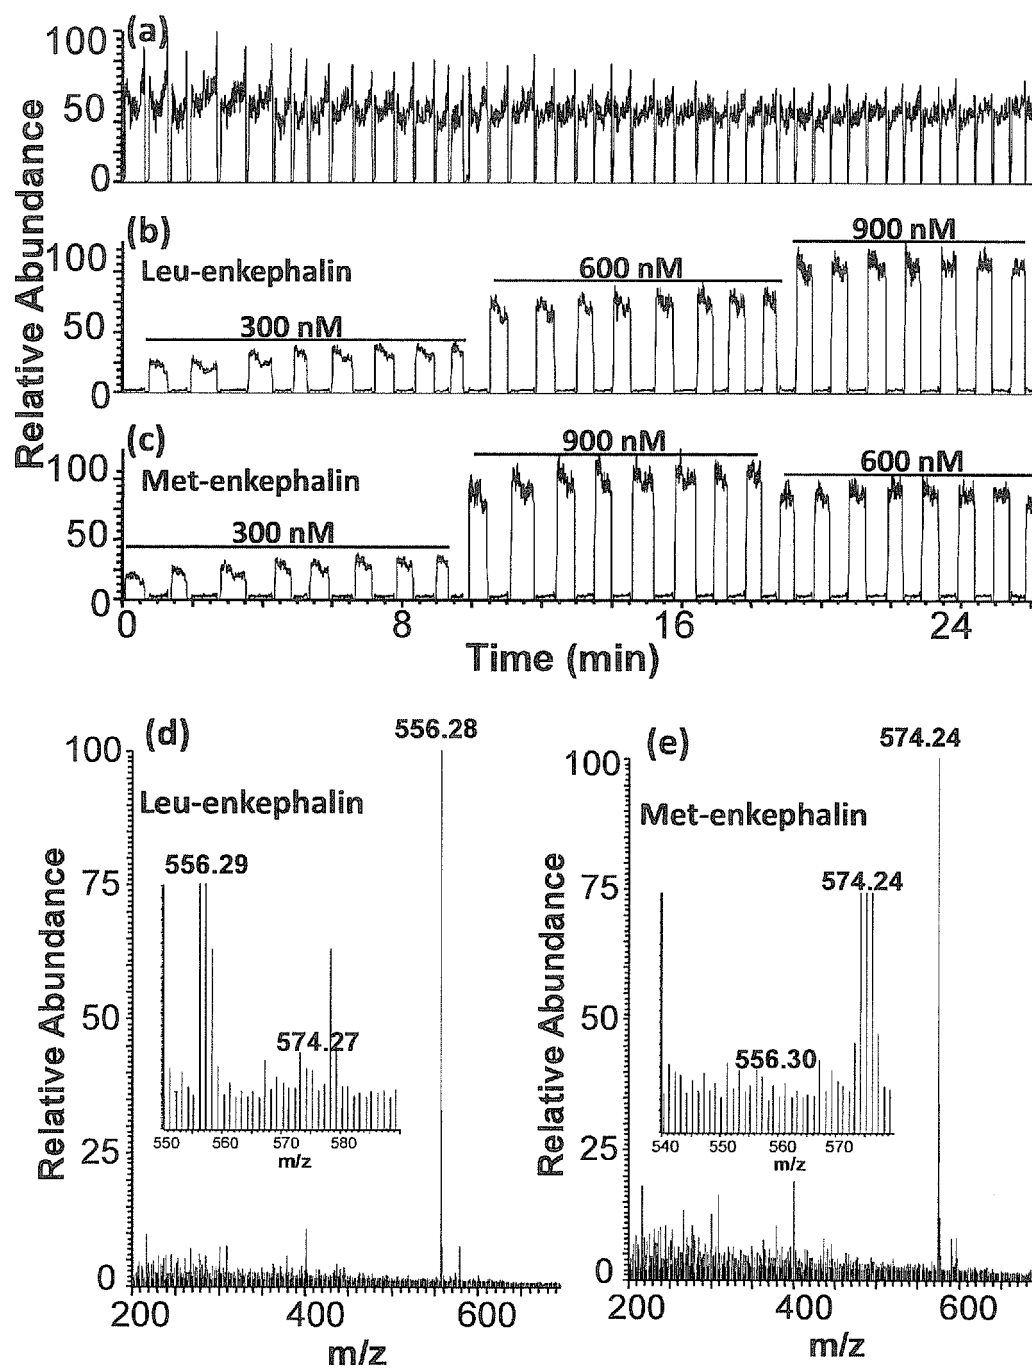 (a)
100
50
0
Relative Abundance
(b)
900 nM
100
Leu-enkephalin
600 nM
50
300 nM
0
(c)
900 nM
100
Met-enkephalin
600 nM
50
300 nM
0
0 8 16 24
Time (min)
(d)
556.28
100
Leu-enkephalin
556.29
75
50
574.27
550 560 570 580
m/z
25
0
200 400 600
m/z
Relative Abundance
(e)
574.24
100
Met-enkephalin
574.24
75
50
556.30
540 550 560 570
m/z
25
0
200 400 600
m/z
Relative Abundance